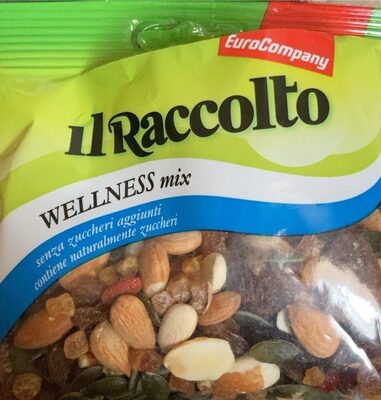 EuroCompany
il Raccolto
WELLNESS mix
senza zuccheri aggiunti
contiene naturalmente zuccheri